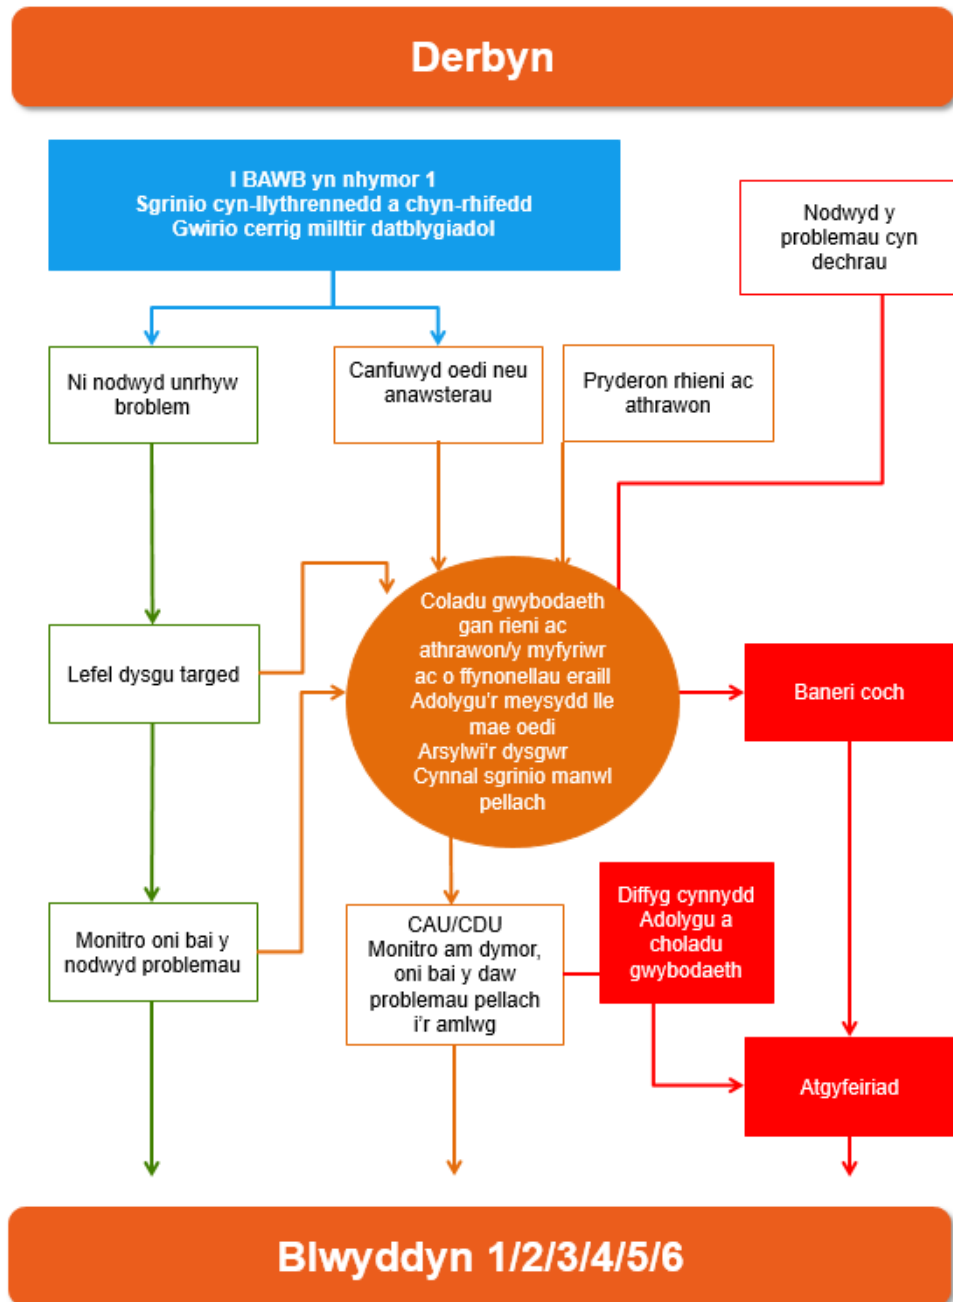 Derbyn
I BAWB yn nhymor 1
Sgrinio cyn-llythrennedd a chyn-rhifedd
Gwirio cerrig milltir datblygiadol
Nodwyd y
problemau cyn
dechrau
Ni nodwyd unrhyw
broblem
Canfuwyd oedi neu
anawsterau
Pryderon rhieni ac
athrawon
Coladu gwybodaeth
gan rieni ac
athrawon/y myfyriwr
ac o ffynonellau eraill
Adolygu'r meysydd lle
mae oedi
Arsylwi'r dysgwr
Cynnal sgrinio manwl
pellach
Lefel dysgu targed
Baneri coch
Monitro oni bai y
nodwyd problemau
CAU/CDU
Monitro am dymor,
oni bai y daw
problemau pellach
i'r amlwg
Diffyg cynnydd
Adolygu a
choladu
gwybodaeth
Atgyfeiriad
Blwyddyn 1/2/3/4/5/6